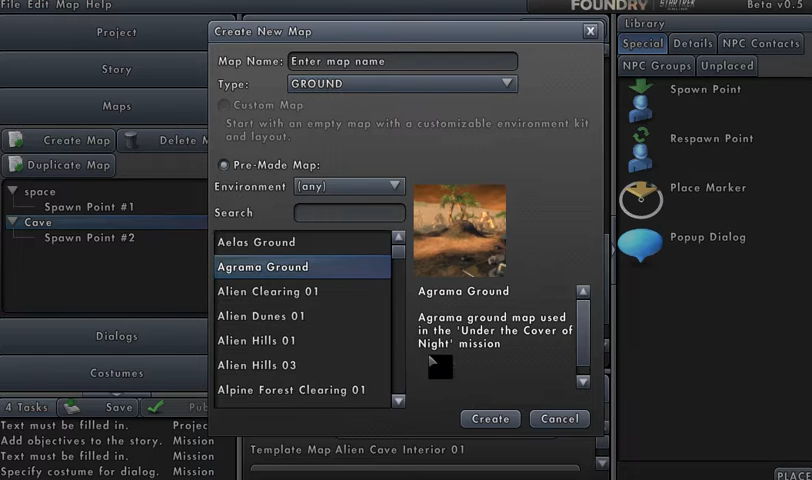 File Edit Map Help
FOUNDRY
STAR TREK
ONLINE
Beta v0.5
Project
Story
Maps
Create Map
Delete M
Duplicate Map
space
Spawn Point #1
Cave
Spawn Point #2
Dialogs
Costumes
4 Tasks
Save
Pub
Text must be filled in.
Projec
Add objectives to the story.
Mission
Text must be filled in.
Mission
Specify costume for dialog.
Mission
Create New Map
Map Name:
Enter map name
Type:
GROUND
Custom Map
Start with an empty map with a customizable environment kit
and layout.
Pre-Made Map:
Environment
(any)
Search
Aelas Ground
Agrama Ground
Alien Clearing 01
Alien Dunes 01
Alien Hills 01
Alien Hills 03
Alpine Forest Clearing 01
Agrama Ground
Agrama ground map used
in the 'Under the Cover of
Night' mission
Create
Cancel
Template Map Alien Cave Interior 01
Library
Special
Details
NPC Contacts
NPC Groups
Unplaced
Spawn Point
Respawn Point
Place Marker
Popup Dialog
PLACE